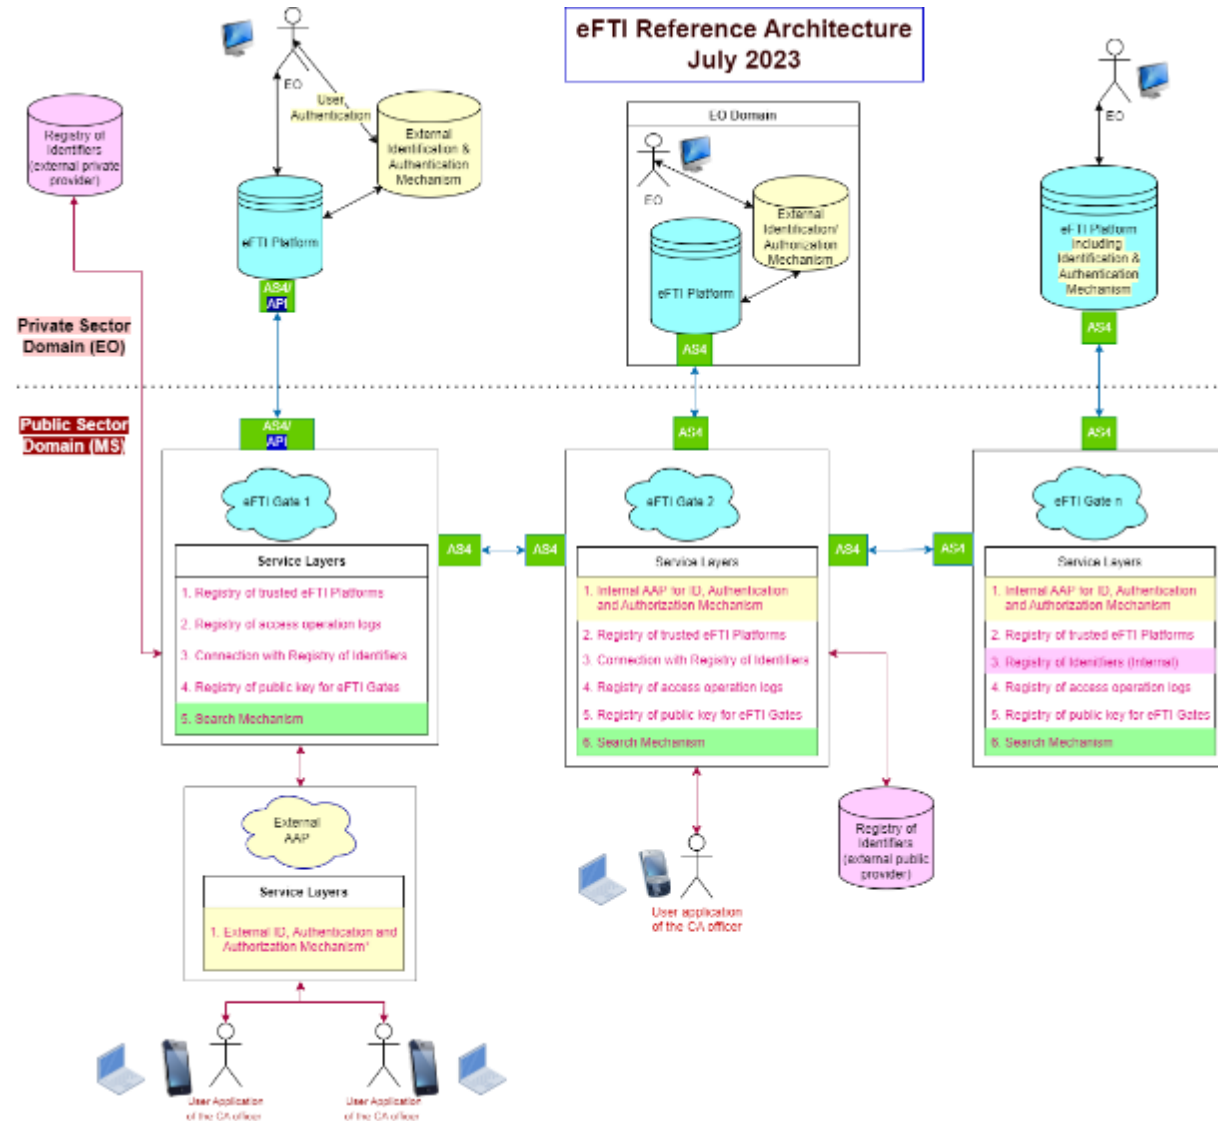 eFTI Reference Architecture
July 2023
EO
User
Authentication
Registry of
Identifiers
(external private
provider)
External
Identification &
Authentication
Mechanism
eFTI Platform
AS4/
API
EO Domain
EO
External
Identification/
Authorization
Mechanism
eFTI Platform
AS4
EO
eFTI Platform
including
Identification &
Authentication
Mechanism
AS4
Private Sector
Domain (EO)
Public Sector
Domain (MS)
AS4/
API
AS4
AS4
eFTI Gate 1
Service Layers
1. Registry of trusted eFTI Platforms
2. Registry of access operation logs
3. Connection with Registry of Identifiers
4. Registry of public key for eFTI Gates
5. Search Mechanism
AS4
AS4
eFTI Gate 2
Service Layers
1. Internal AAP for ID, Authentication
and Authorization Mechanism
2. Registry of trusted eFTI Platforms
3. Connection with Registry of Identifiers
4. Registry of access operation logs
5. Registry of public key for eFTI Gates
6. Search Mechanism
AS4
AS4
eFTI Gate n
Service Layers
1. Internal AAP for ID, Authentication
and Authorization Mechanism
2. Registry of trusted eFTI Platforms
3. Registry of Identifiers (Internal)
4. Registry of access operation logs
5. Registry of public key for eFTI Gates
6. Search Mechanism
External
AAP
Service Layers
1. External ID, Authentication and
Authorization Mechanism*
User application
of the CA officer
Registry of
Identifiers
(external public
provider)
User Application
of the CA officer
User Application
of the CA officer